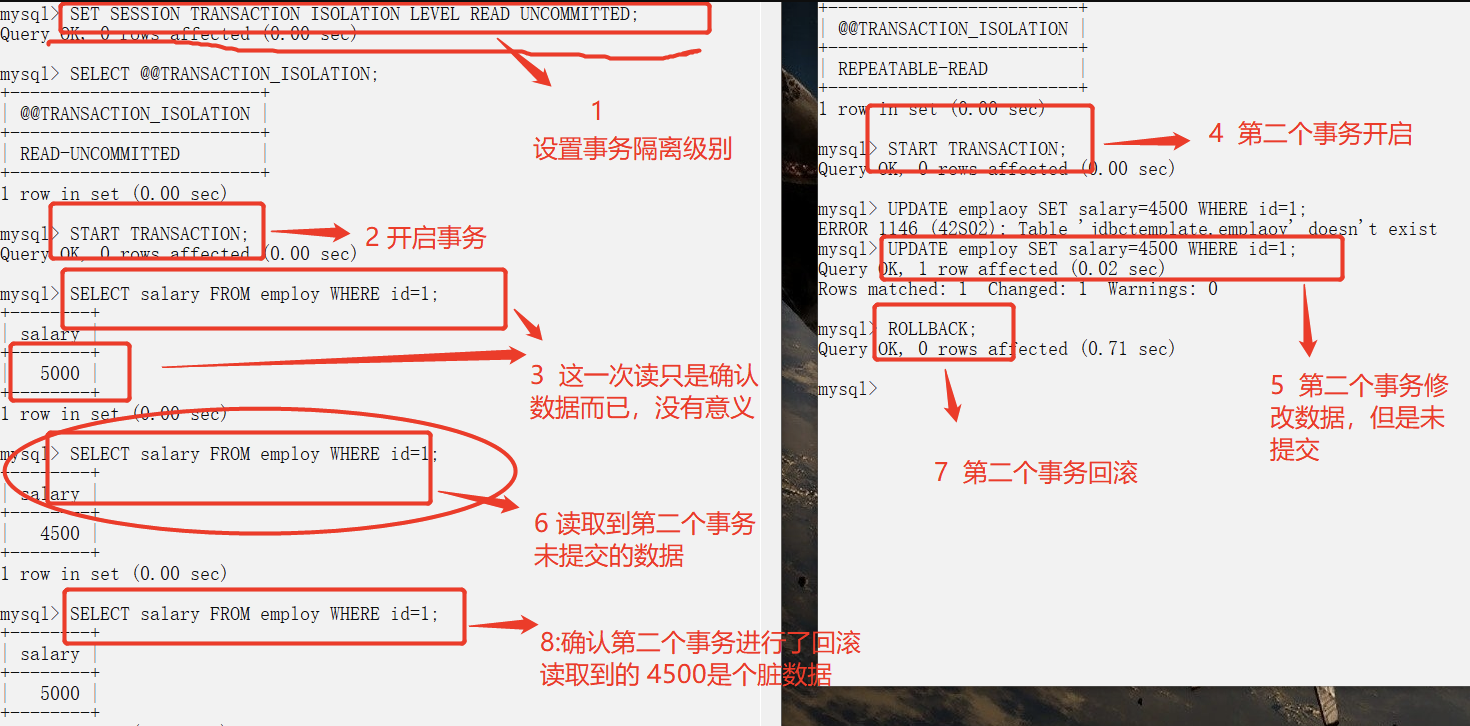 mysql> SET SESSION TRANSACTION ISOLATION LEVEL READ UNCOMMITTED;
Query OK, 0 rows affected (0.00 sec)
mysql> SELECT @@TRANSACTION_ISOLATION;
+-------------------------+
| @@TRANSACTION_ISOLATION |
+-------------------------+
| READ-UNCOMMITTED |
+-------------------------+
1 row in set (0.00 sec)
mysql> START TRANSACTION;
Query OK, 0 rows affected (0.00 sec)
mysql> SELECT salary FROM employ WHERE id=1;
+--------+
| salary |
+--------+
| 5000 |
+--------+
1 row in set (0.00 sec)
mysql> SELECT salary FROM employ WHERE id=1;
+--------+
| salary |
+--------+
| 4500 |
+--------+
1 row in set (0.00 sec)
mysql> SELECT salary FROM employ WHERE id=1;
+--------+
| salary |
+--------+
| 5000 |
+--------+
1
设置事务隔离级别
2 开启事务
3 这一次读只是确认
数据而已，没有意义
6 读取到第二个事务
未提交的数据
8:确认第二个事务进行了回滚
读取到的 4500是个脏数据
+-------------------------+
| @@TRANSACTION_ISOLATION |
+-------------------------+
| REPEATABLE-READ |
+-------------------------+
1 row in set (0.00 sec)
mysql> START TRANSACTION;
Query OK, 0 rows affected (0.00 sec)
mysql> UPDATE emplaoy SET salary=4500 WHERE id=1;
ERROR 1146 (42S02): Table 'jdbctemplate.emplaoy' doesn't exist
mysql> UPDATE employ SET salary=4500 WHERE id=1;
Query OK, 1 row affected (0.02 sec)
Rows matched: 1 Changed: 1 Warnings: 0
mysql> ROLLBACK;
Query OK, 0 rows affected (0.71 sec)
mysql>
4 第二个事务开启
5 第二个事务修
改数据，但是未
提交
7 第二个事务回滚